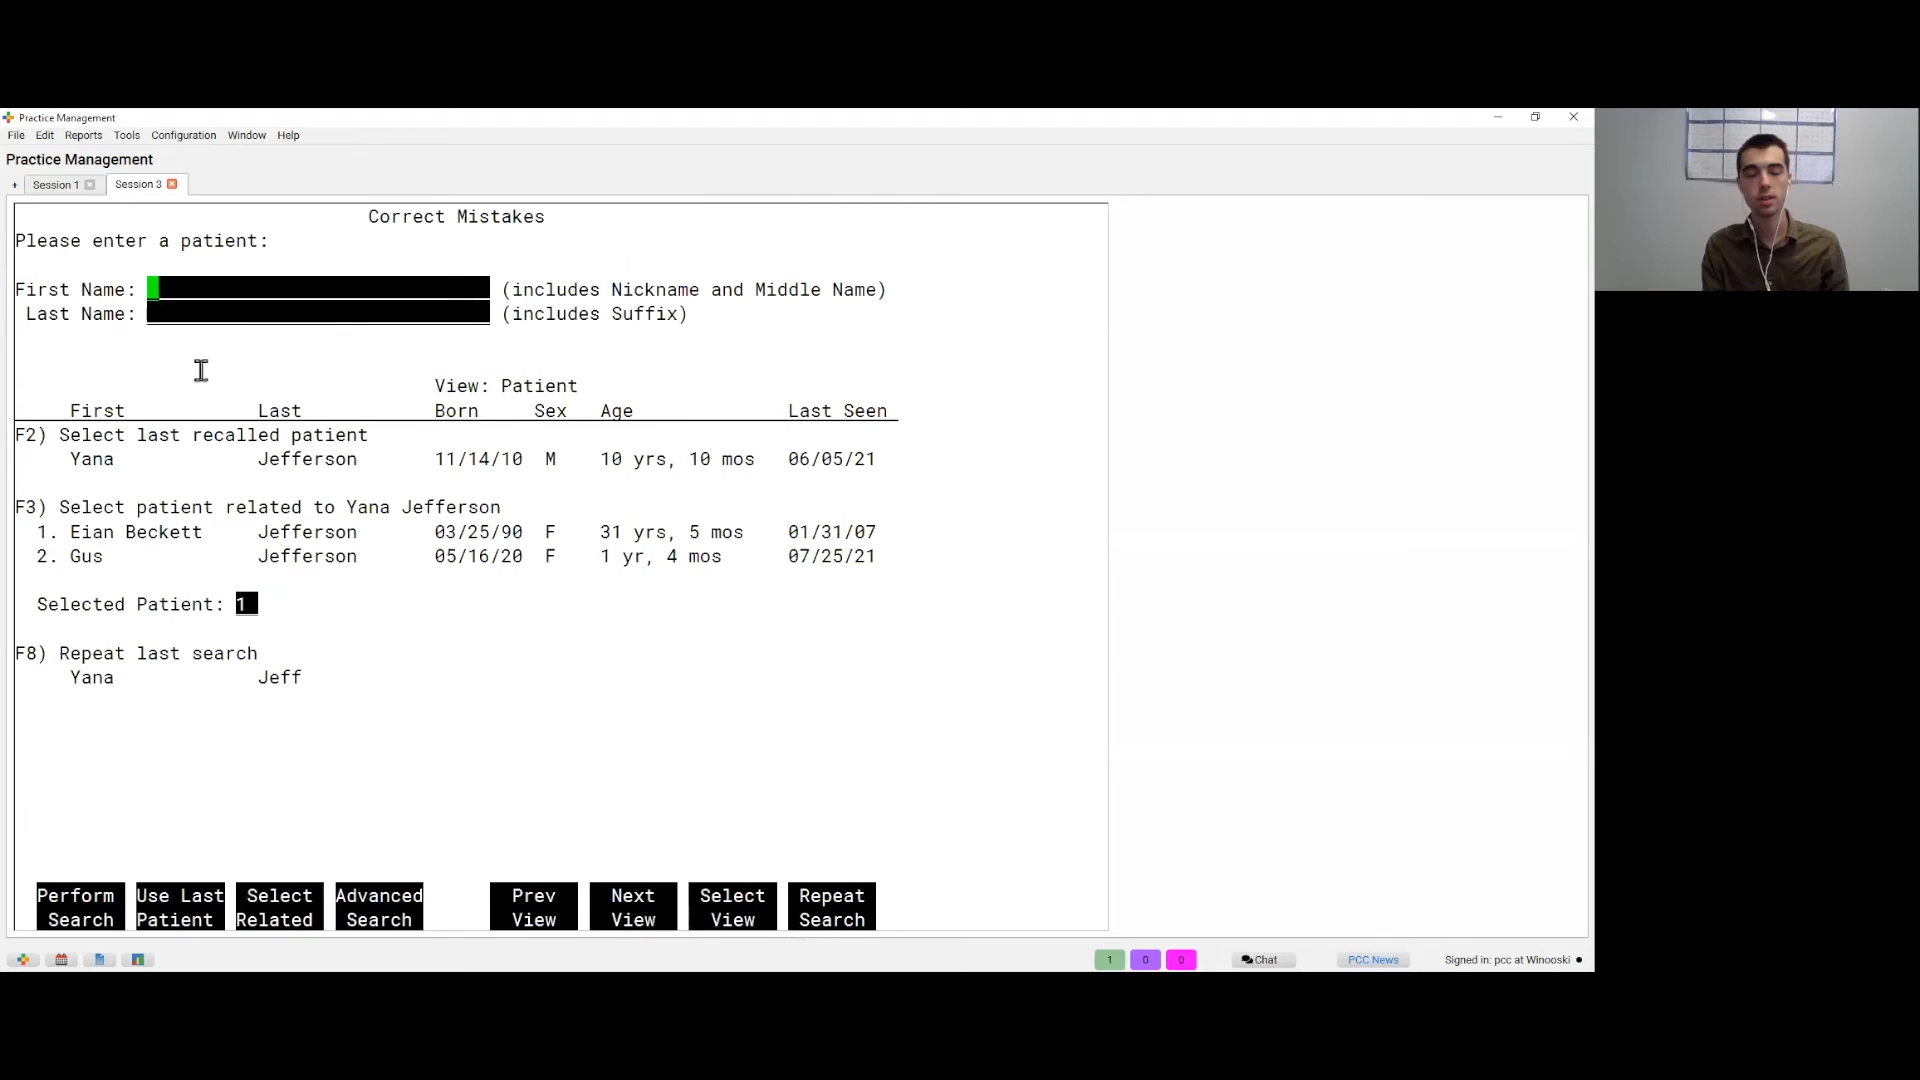 Practice Management
File Edit Reports Tools Configuration Window Help
Practice Management
+ Session 1 Session 3
Correct Mistakes
Please enter a patient:
First Name: (includes Nickname and Middle Name)
Last Name: (includes Suffix)
View: Patient
First Last Born Sex Age Last Seen
F2) Select last recalled patient
Yana Jefferson 11/14/10 M 10 yrs, 10 mos 06/05/21
F3) Select patient related to Yana Jefferson
1. Eian Beckett Jefferson 03/25/90 F 31 yrs, 5 mos 01/31/07
2. Gus Jefferson 05/16/20 F 1 yr, 4 mos 07/25/21
Selected Patient: 1
F8) Repeat last search
Yana Jeff
Perform Use Last Select Advanced Prev Next Select Repeat
Search Patient Related Search View View View Search
1 0 0 Chat PCC News Signed in: pcc at Winooski